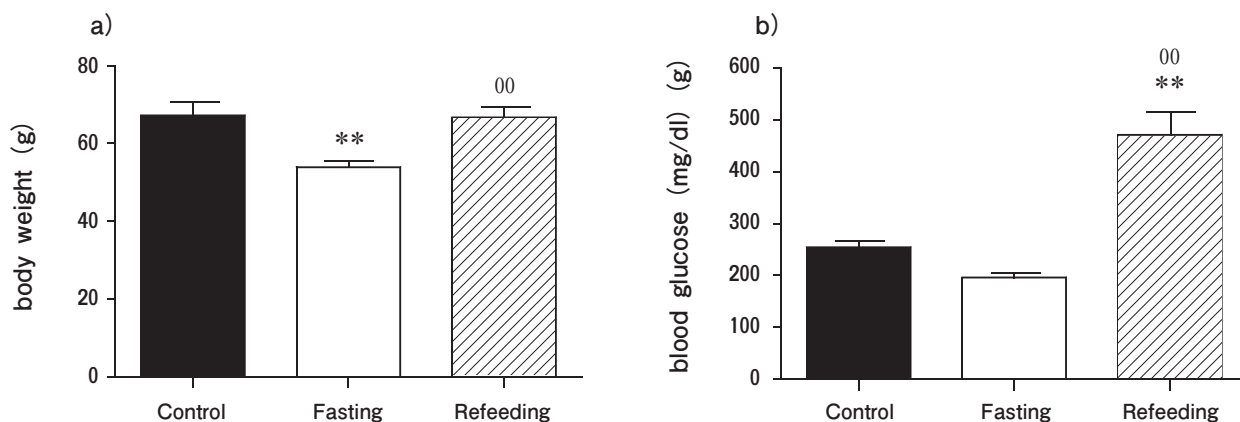 a)
body weight (g)
80
60
40
20
0
**
00
Control Fasting Refeeding
b)
blood glucose (mg/dl) (g)
600
500
400
300
200
100
0
00
**
Control Fasting Refeeding